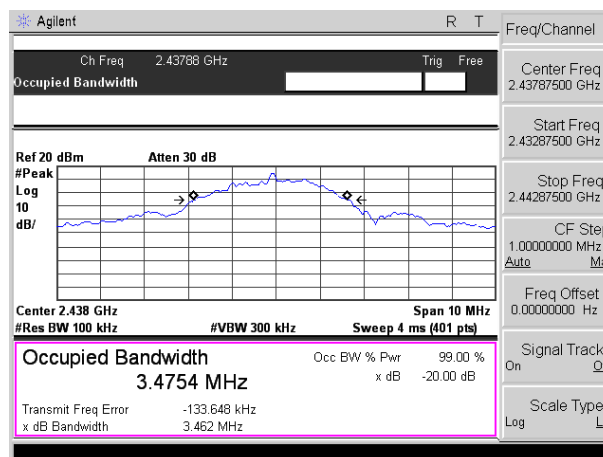 Agilent R T
Freq/Channel
Ch Freq 2.43788 GHz Trig Free
Occupied Bandwidth
Center Freq
2.43787500 GHz
Start Freq
2.43287500 GHz
Stop Freq
2.44287500 GHz
CF Ste
1.00000000 MHz
Auto Ma
Freq Offset
0.00000000 Hz
Signal Track
On O
Scale Type
Log L
Ref 20 dBm Atten 30 dB
#Peak
Log
10
dB/
Center 2.438 GHz Span 10 MHz
#Res BW 100 kHz #VBW 300 kHz Sweep 4 ms (401 pts)
Occupied Bandwidth Occ BW % Pwr 99.00 %
3.4754 MHz x dB -20.00 dB
Transmit Freq Error -133.648 kHz
x dB Bandwidth 3.462 MHz